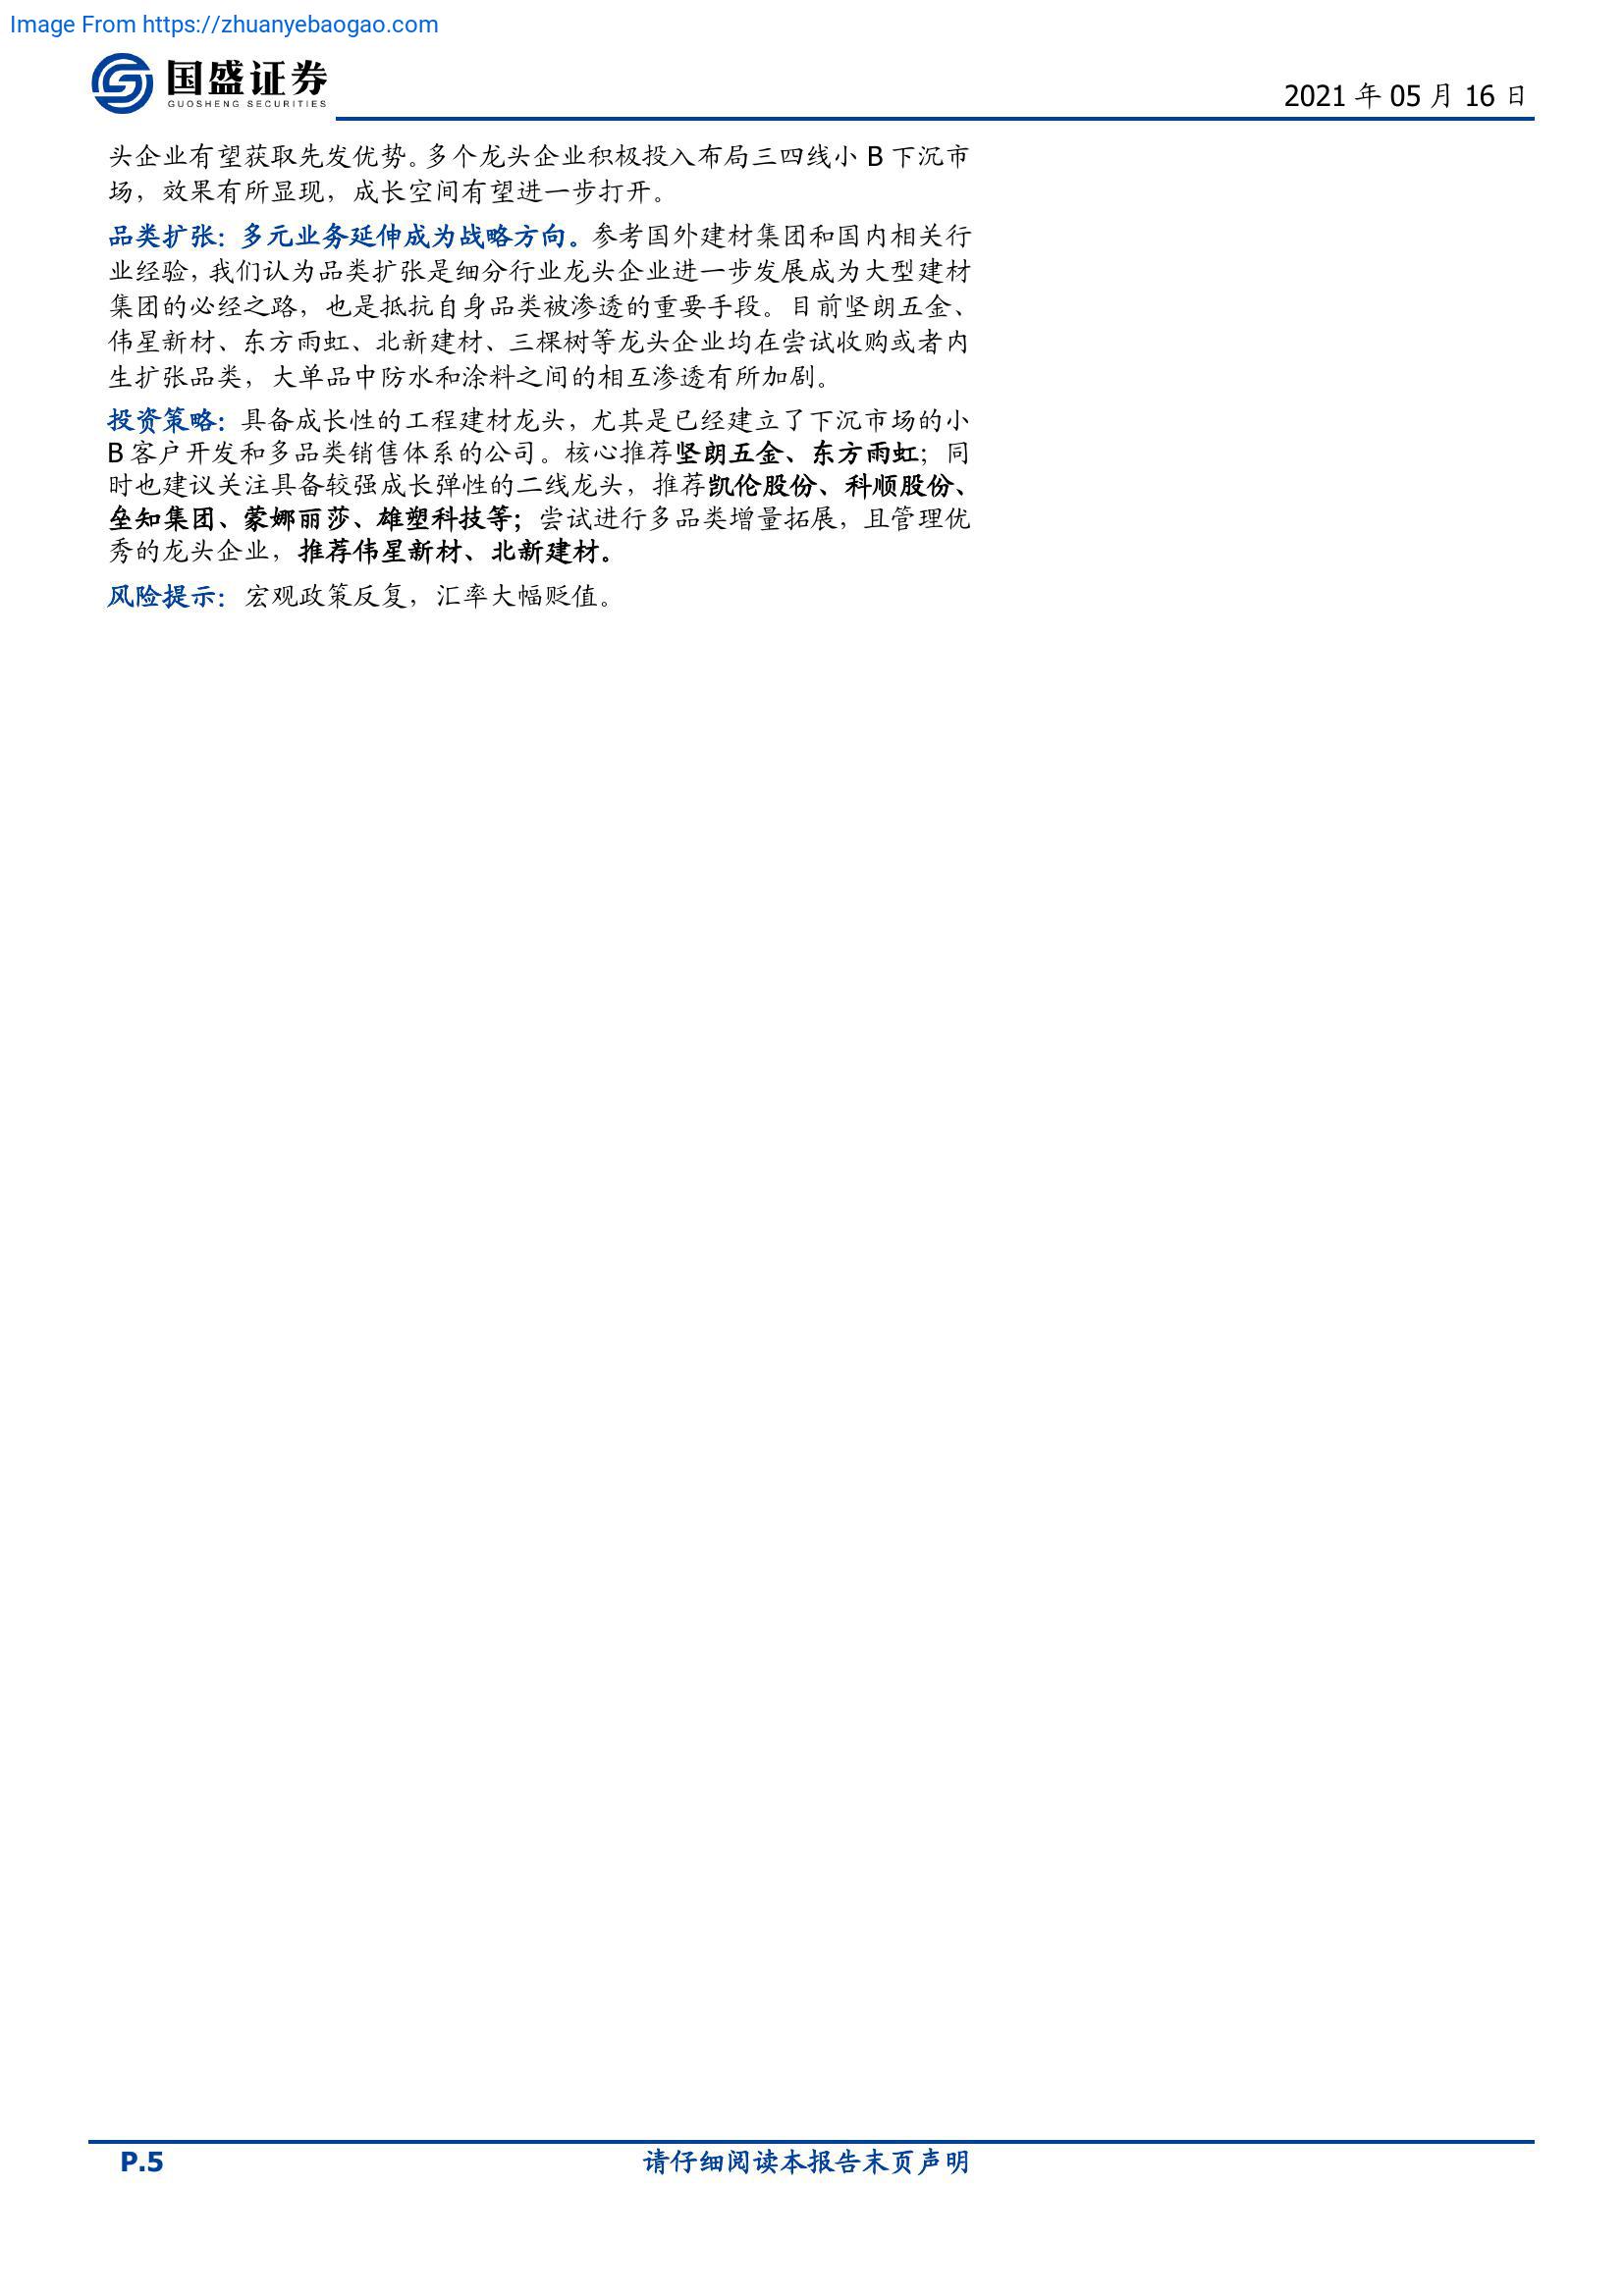 Image From https://zhuanyebaogao.com
国盛证券
GUOSHENG SECURITIES
2021 年 05 月 16 日
头企业有望获取先发优势。多个龙头企业积极投入布局三四线小 B 下沉市
场，效果有所显现，成长空间有望进一步打开。
品类扩张：多元业务延伸成为战略方向。参考国外建材集团和国内相关行
业经验，我们认为品类扩张是细分行业龙头企业进一步发展成为大型建材
集团的必经之路，也是抵抗自身品类被渗透的重要手段。目前坚朗五金、
伟星新材、东方雨虹、北新建材、三棵树等龙头企业均在尝试收购或者内
生扩张品类，大单品中防水和涂料之间的相互渗透有所加剧。
投资策略：具备成长性的工程建材龙头，尤其是已经建立了下沉市场的小
B 客户开发和多品类销售体系的公司。核心推荐坚朗五金、东方雨虹；同
时也建议关注具备较强成长弹性的二线龙头，推荐凯伦股份、科顺股份、
垒知集团、蒙娜丽莎、雄塑科技等；尝试进行多品类增量拓展，且管理优
秀的龙头企业，推荐伟星新材、北新建材。
风险提示：宏观政策反复，汇率大幅贬值。
P.5
请仔细阅读本报告末页声明